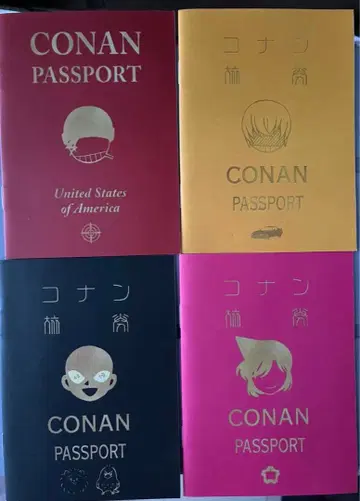 CONAN
PASSPORT
United States
of America
コナン
旅券
CONAN
PASSPORT
コナン
旅券
CONAN
PASSPORT
コナン
旅券
CONAN
PASSPORT